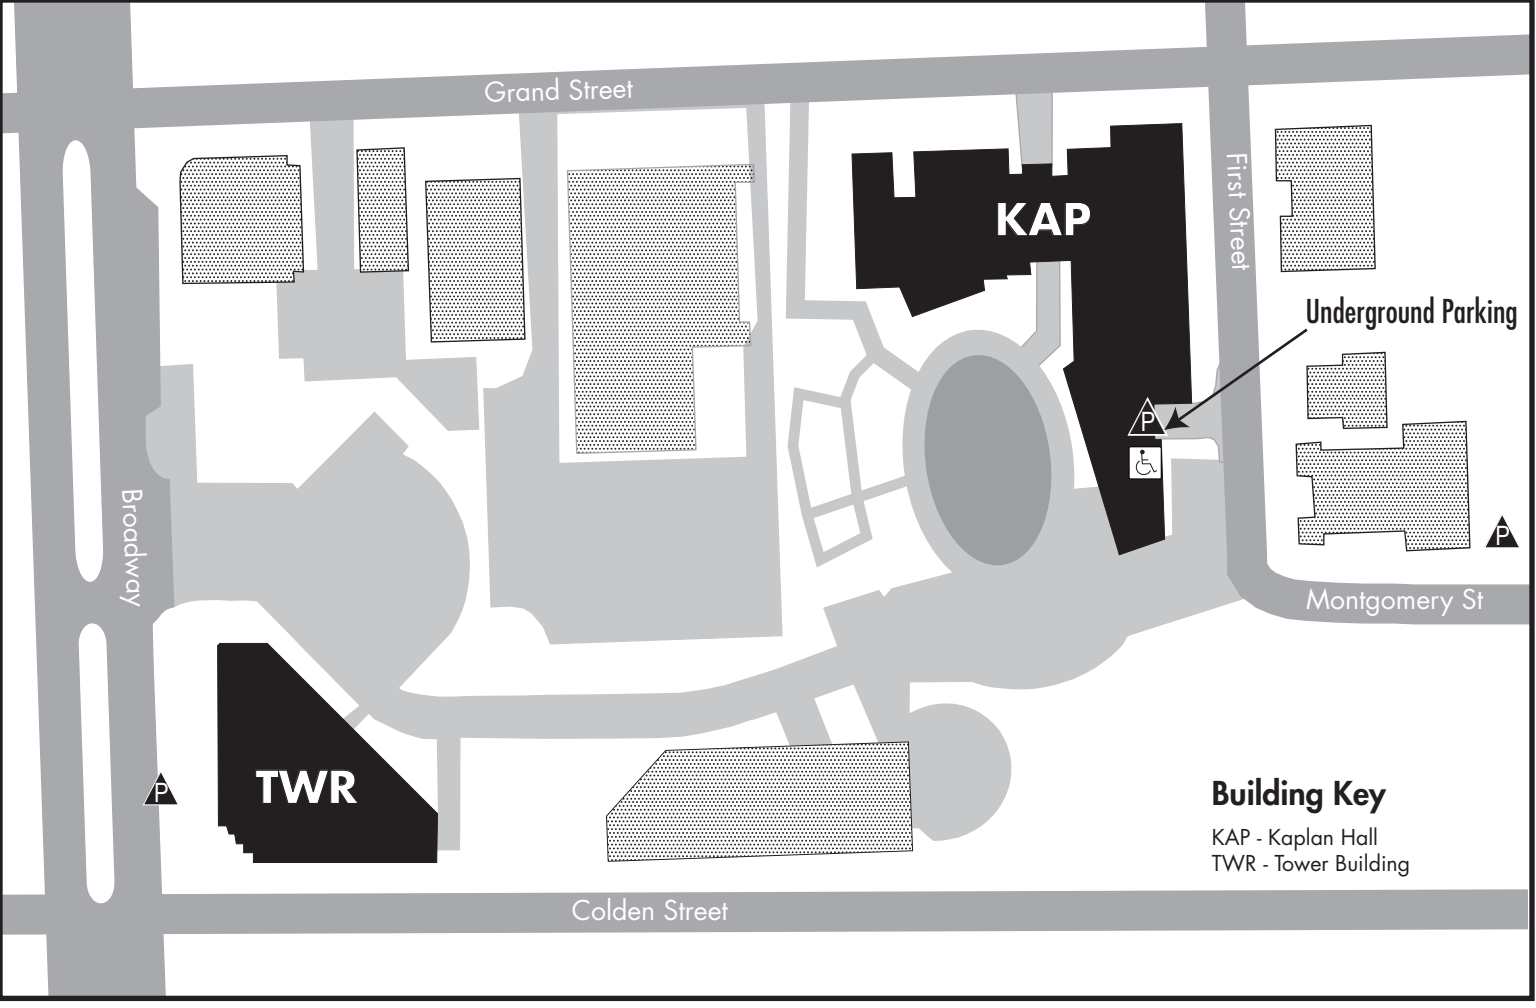 Grand Street
First Street
KAP
Underground Parking
P
Broadway
P
Montgomery St
TWR
P
Building Key
KAP - Kaplan Hall
TWR - Tower Building
Colden Street